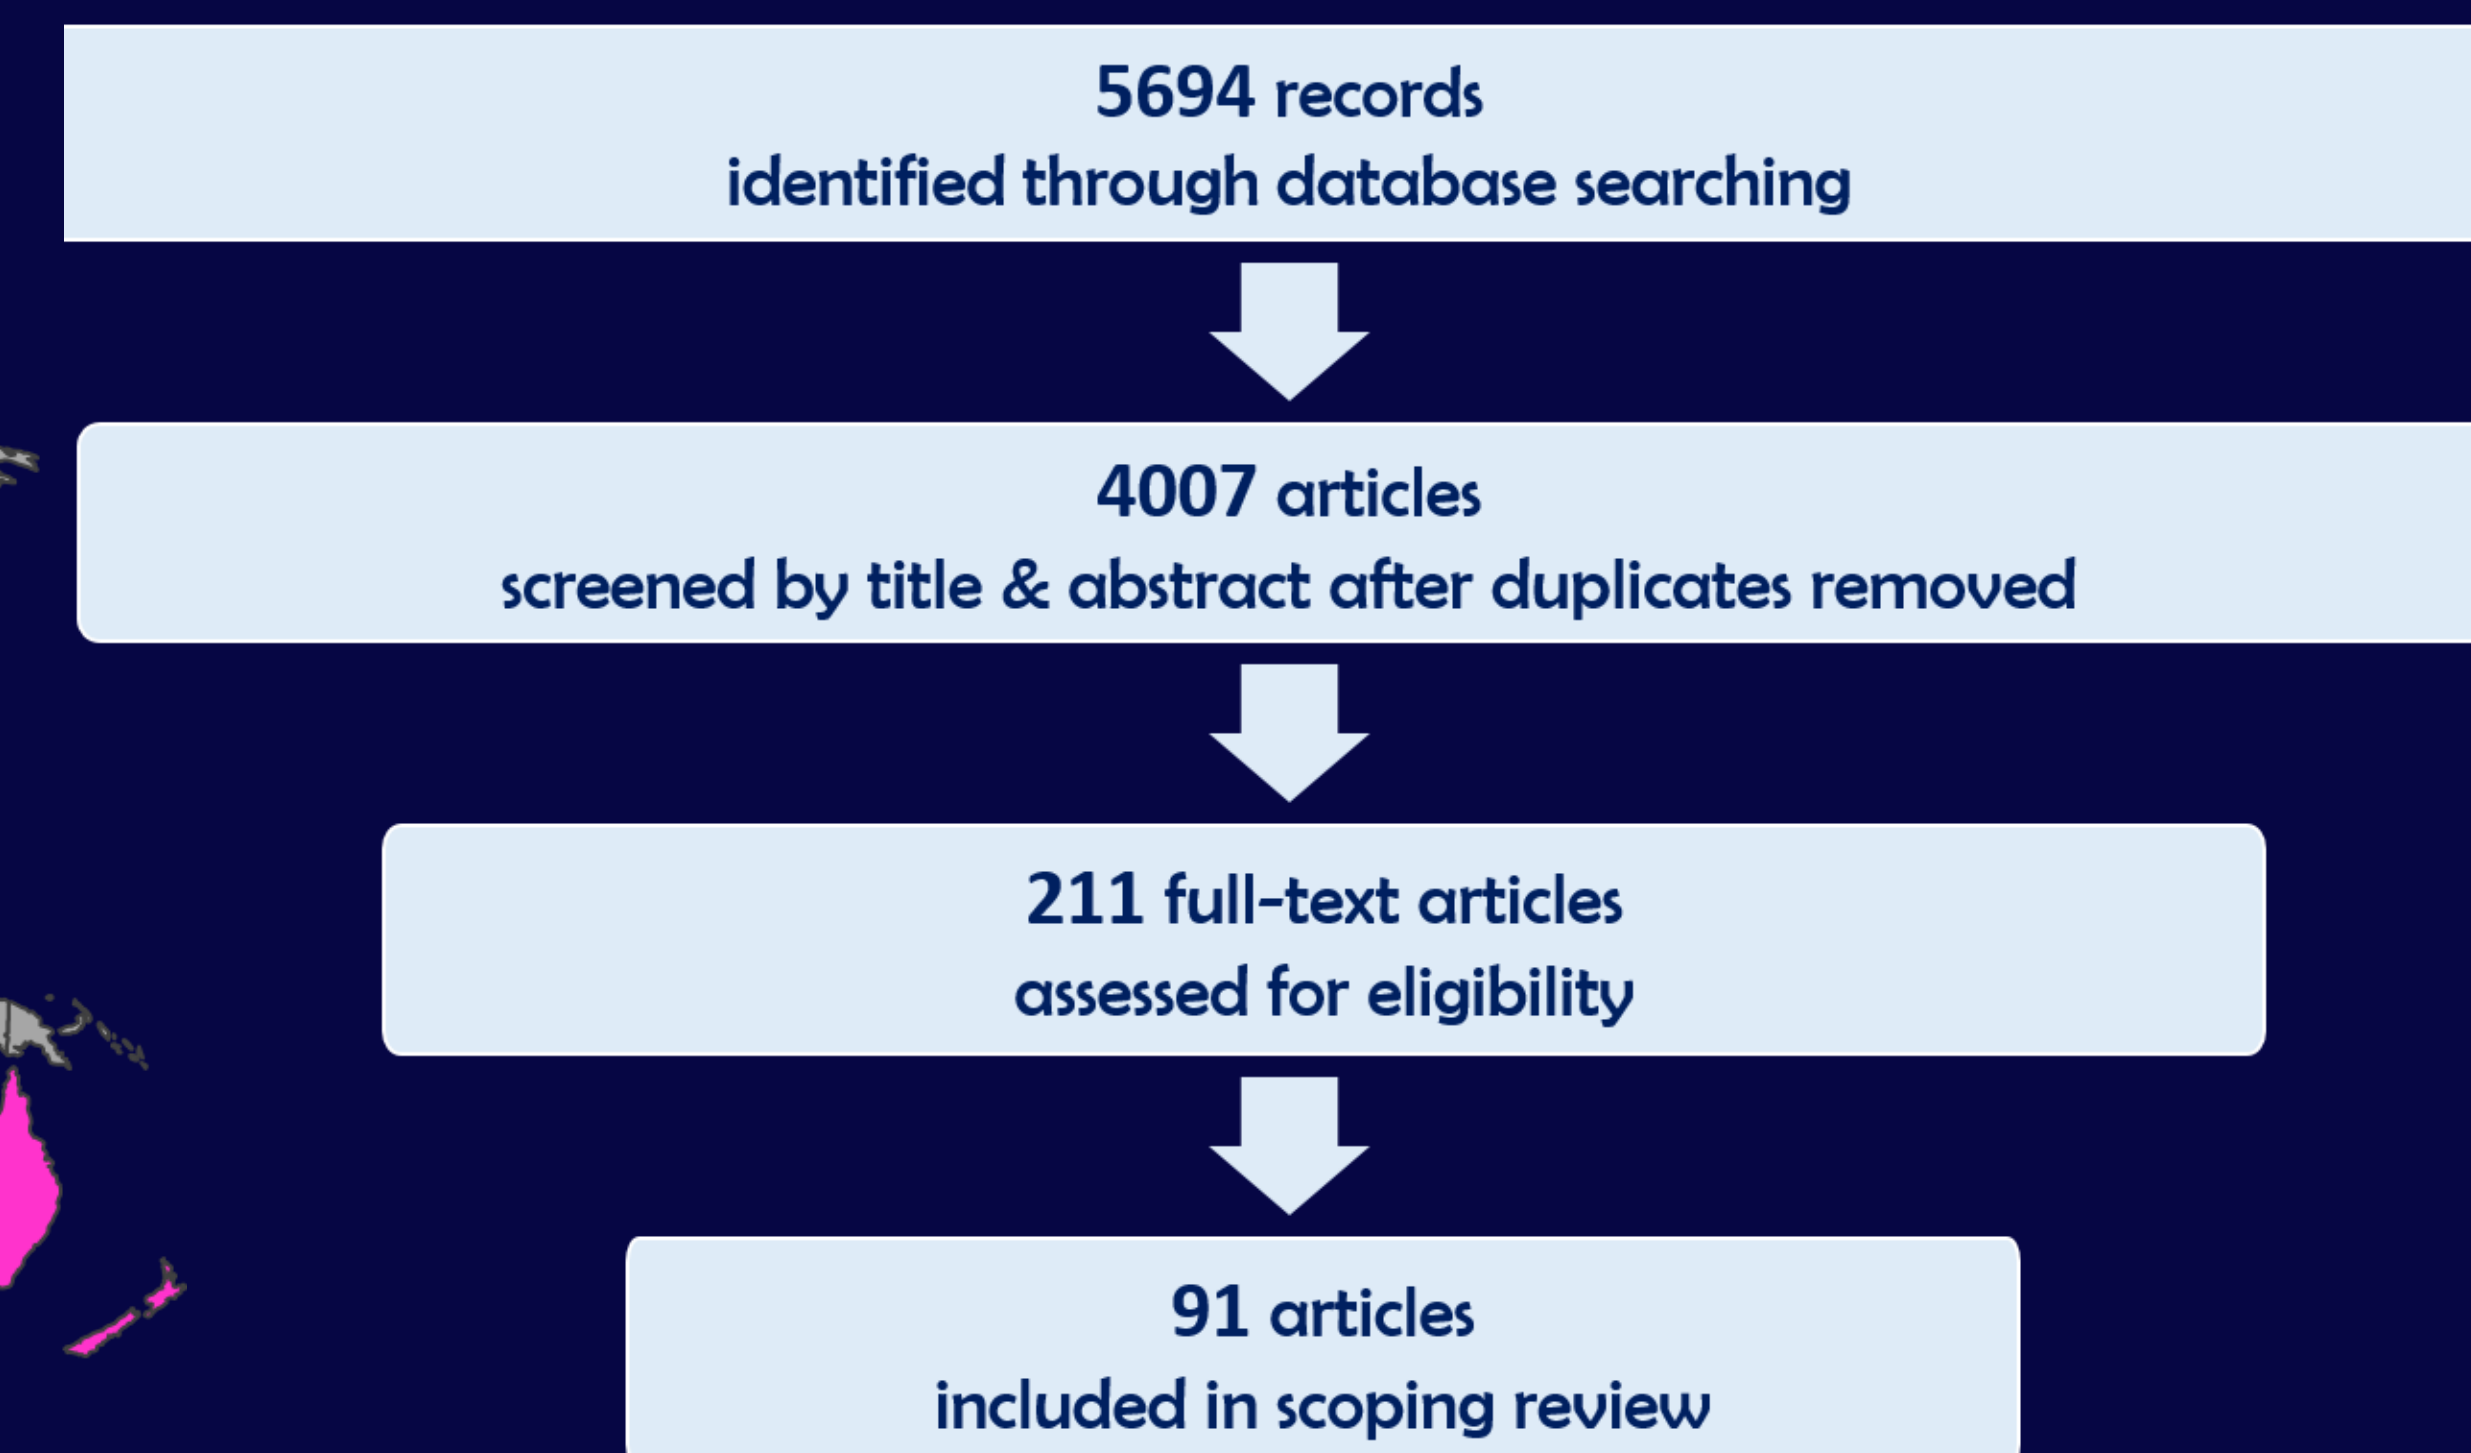 5694 records
identified through database searching
4007 articles
screened by title & abstract after duplicates removed
211 full-text articles
assessed for eligibility
91 articles
included in scoping review